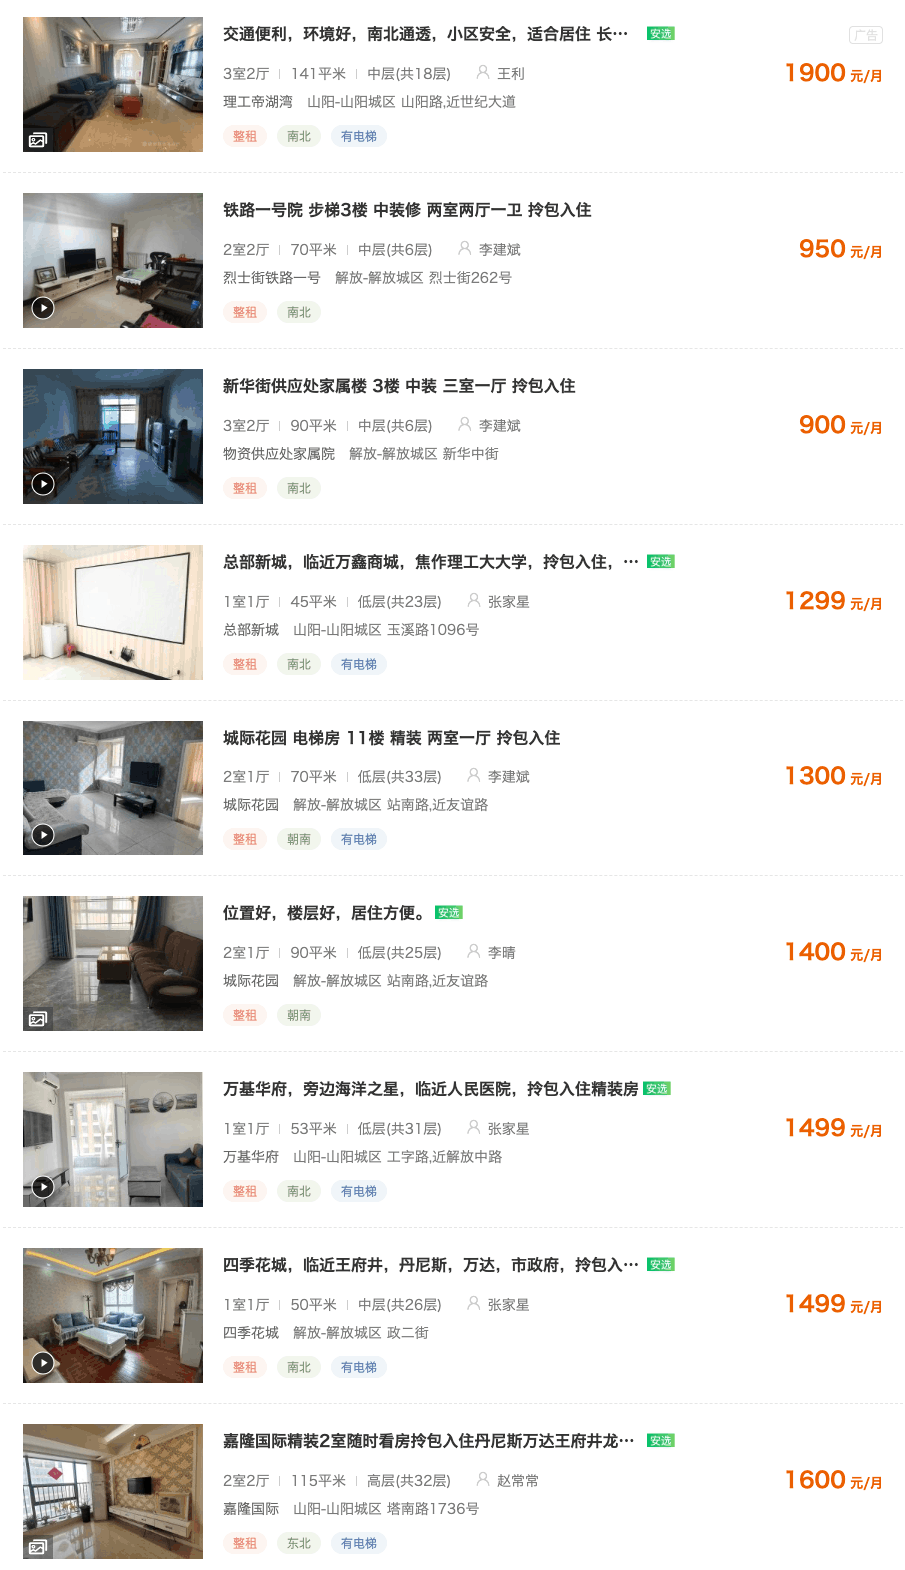 交通便利，环境好，南北通透，小区安全，适合居住 长… 安选
广告
3室2厅 | 141平米 | 中层(共18层) 王利
1900 元/月
理工帝湖湾 山阳-山阳城区 山阳路,近世纪大道
整租 南北 有电梯
铁路一号院 步梯3楼 中装修 两室两厅一卫 拎包入住
2室2厅 | 70平米 | 中层(共6层) 李建斌
950 元/月
烈士街铁路一号 解放-解放城区 烈士街262号
整租 南北
新华街供应处家属楼 3楼 中装 三室一厅 拎包入住
3室2厅 | 90平米 | 中层(共6层) 李建斌
900 元/月
物资供应处家属院 解放-解放城区 新华中街
整租 南北
总部新城，临近万鑫商城，焦作理工大大学，拎包入住，… 安选
1室1厅 | 45平米 | 低层(共23层) 张家星
1299 元/月
总部新城 山阳-山阳城区 玉溪路1096号
整租 南北 有电梯
城际花园 电梯房 11楼 精装 两室一厅 拎包入住
2室1厅 | 70平米 | 低层(共33层) 李建斌
1300 元/月
城际花园 解放-解放城区 站南路,近友谊路
整租 朝南 有电梯
位置好，楼层好，居住方便。 安选
2室1厅 | 90平米 | 低层(共25层) 李晴
1400 元/月
城际花园 解放-解放城区 站南路,近友谊路
整租 朝南
万基华府，旁边海洋之星，临近人民医院，拎包入住精装房 安选
1室1厅 | 53平米 | 低层(共31层) 张家星
1499 元/月
万基华府 山阳-山阳城区 工字路,近解放中路
整租 南北 有电梯
四季花城，临近王府井，丹尼斯，万达，市政府，拎包入… 安选
1室1厅 | 50平米 | 中层(共26层) 张家星
1499 元/月
四季花城 解放-解放城区 政二街
整租 南北 有电梯
嘉隆国际精装2室随时看房拎包入住丹尼斯万达王府井龙… 安选
2室2厅 | 115平米 | 高层(共32层) 赵常常
1600 元/月
嘉隆国际 山阳-山阳城区 塔南路1736号
整租 东北 有电梯